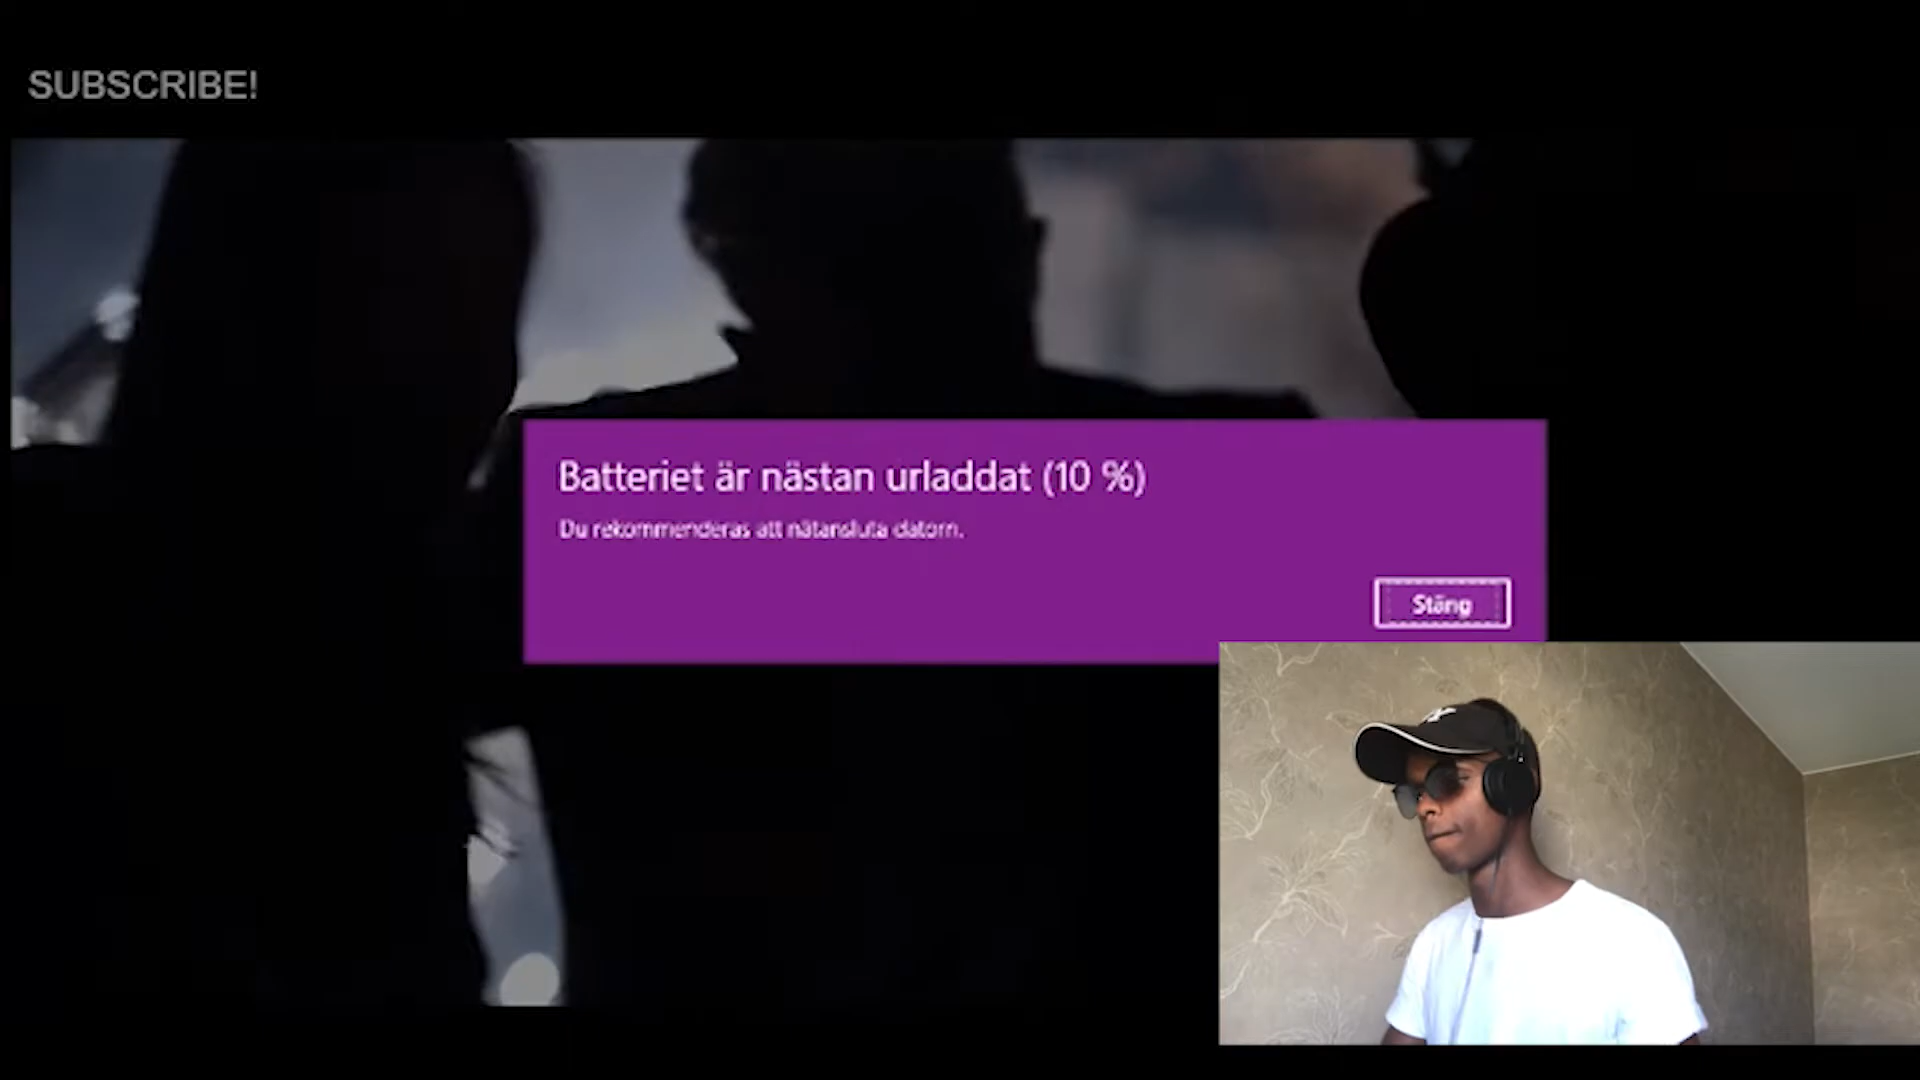 SUBSCRIBE!
Batteriet är nästan urladdat (10 %)
Du rekommenderas att nätansluta datorn.
Stäng